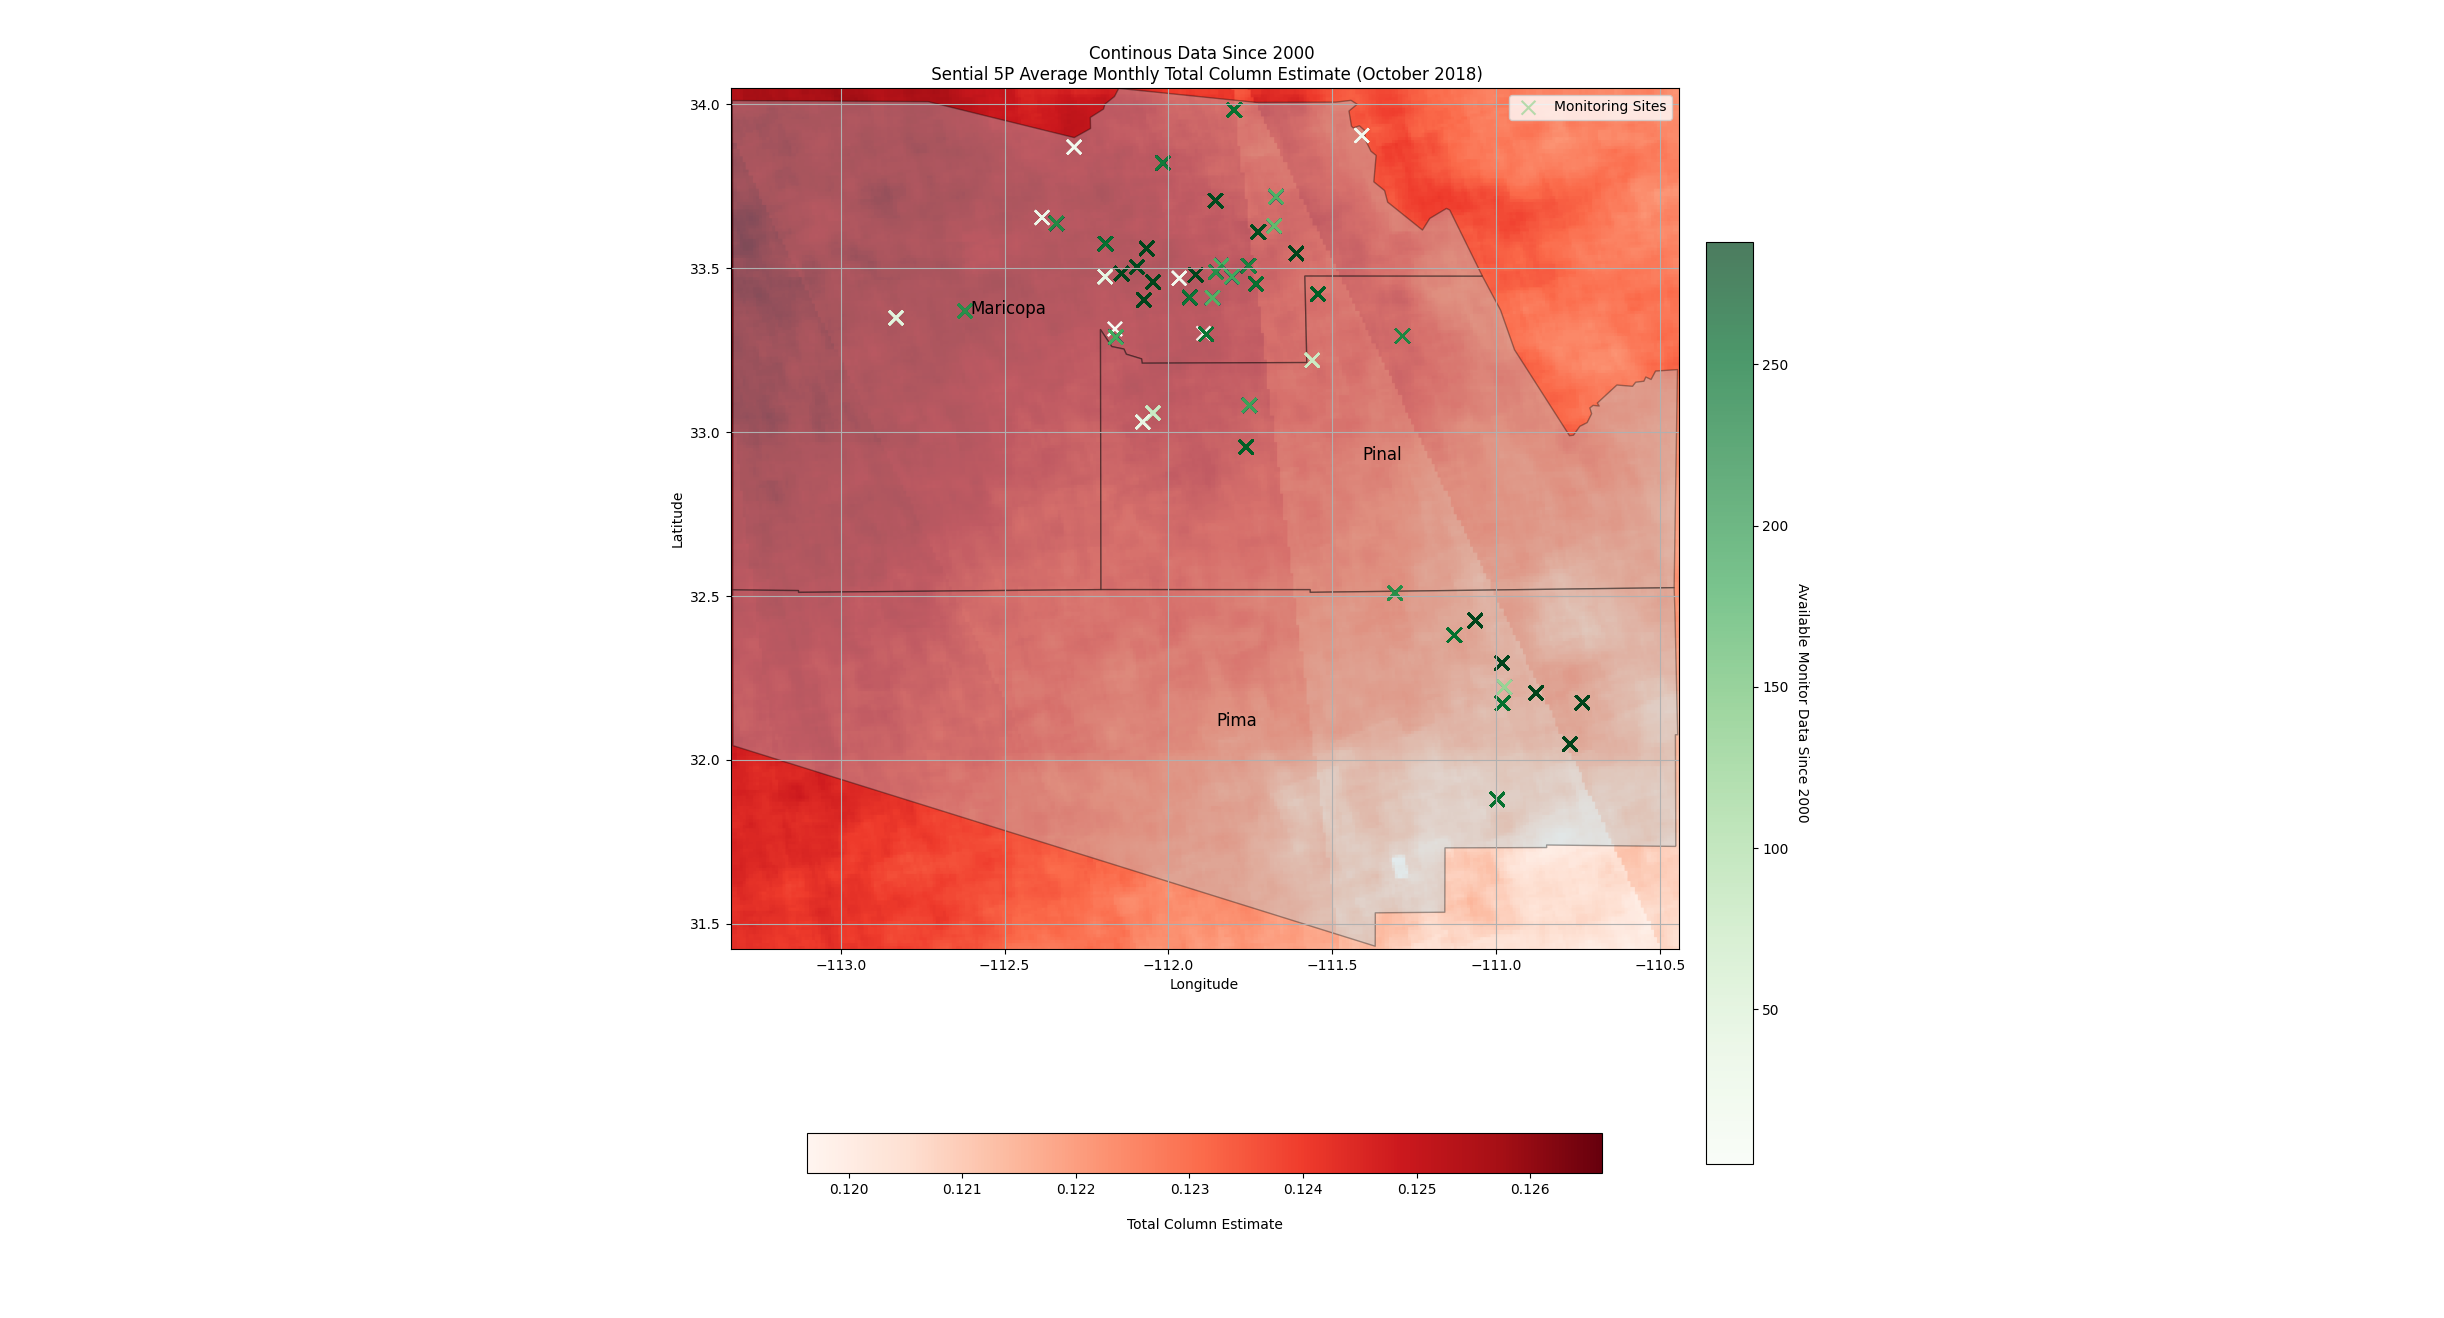 Continous Data Since 2000
Sential 5P Average Monthly Total Column Estimate (October 2018)
Monitoring Sites
34.0
33.5
33.0
32.5
32.0
31.5
Latitude
Maricopa
Pinal
Pima
−113.0
−112.5
−112.0
−111.5
−111.0
−110.5
Longitude
250
200
150
100
50
Available Monitor Data Since 2000
0.120
0.121
0.122
0.123
0.124
0.125
0.126
Total Column Estimate